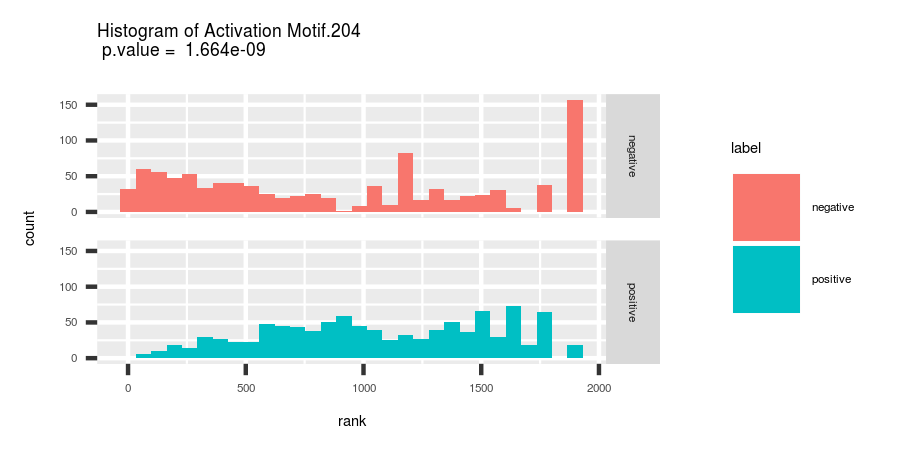 Histogram of Activation Motif.204
p.value = 1.664e-09
150
100
50
0
negative
150
100
50
0
positive
0 500 1000 1500 2000
rank
count
label
negative
positive